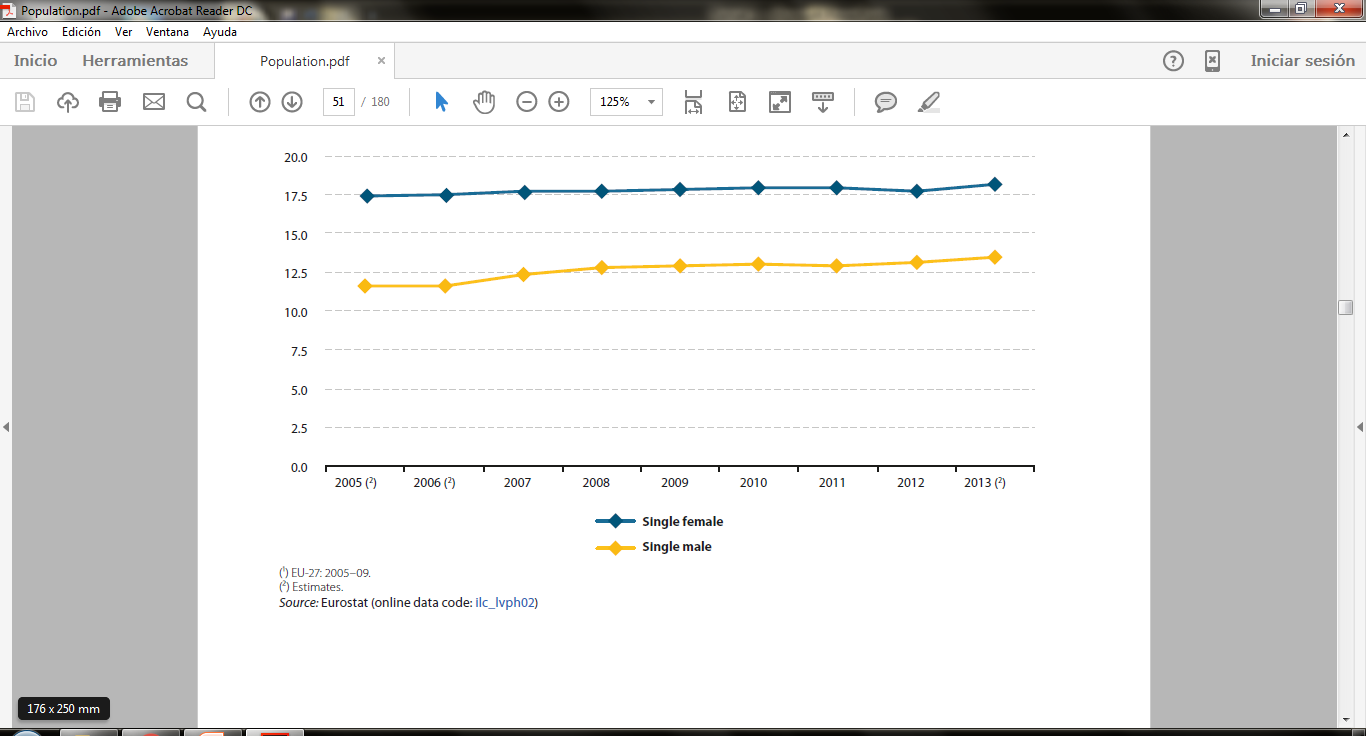 Population.pdf - Adobe Acrobat Reader DC
Archivo Edición Ver Ventana Ayuda
Inicio Herramientas Population.pdf × ? Iniciar sesión
51 / 180 125%
20.0
17.5
15.0
12.5
10.0
7.5
5.0
2.5
0.0
2005 (²) 2006 (²) 2007 2008 2009 2010 2011 2012 2013 (²)
Single female
Single male
(¹) EU-27: 2005–09.
(²) Estimates.
Source: Eurostat (online data code: ilc_lvph02)
176 x 250 mm